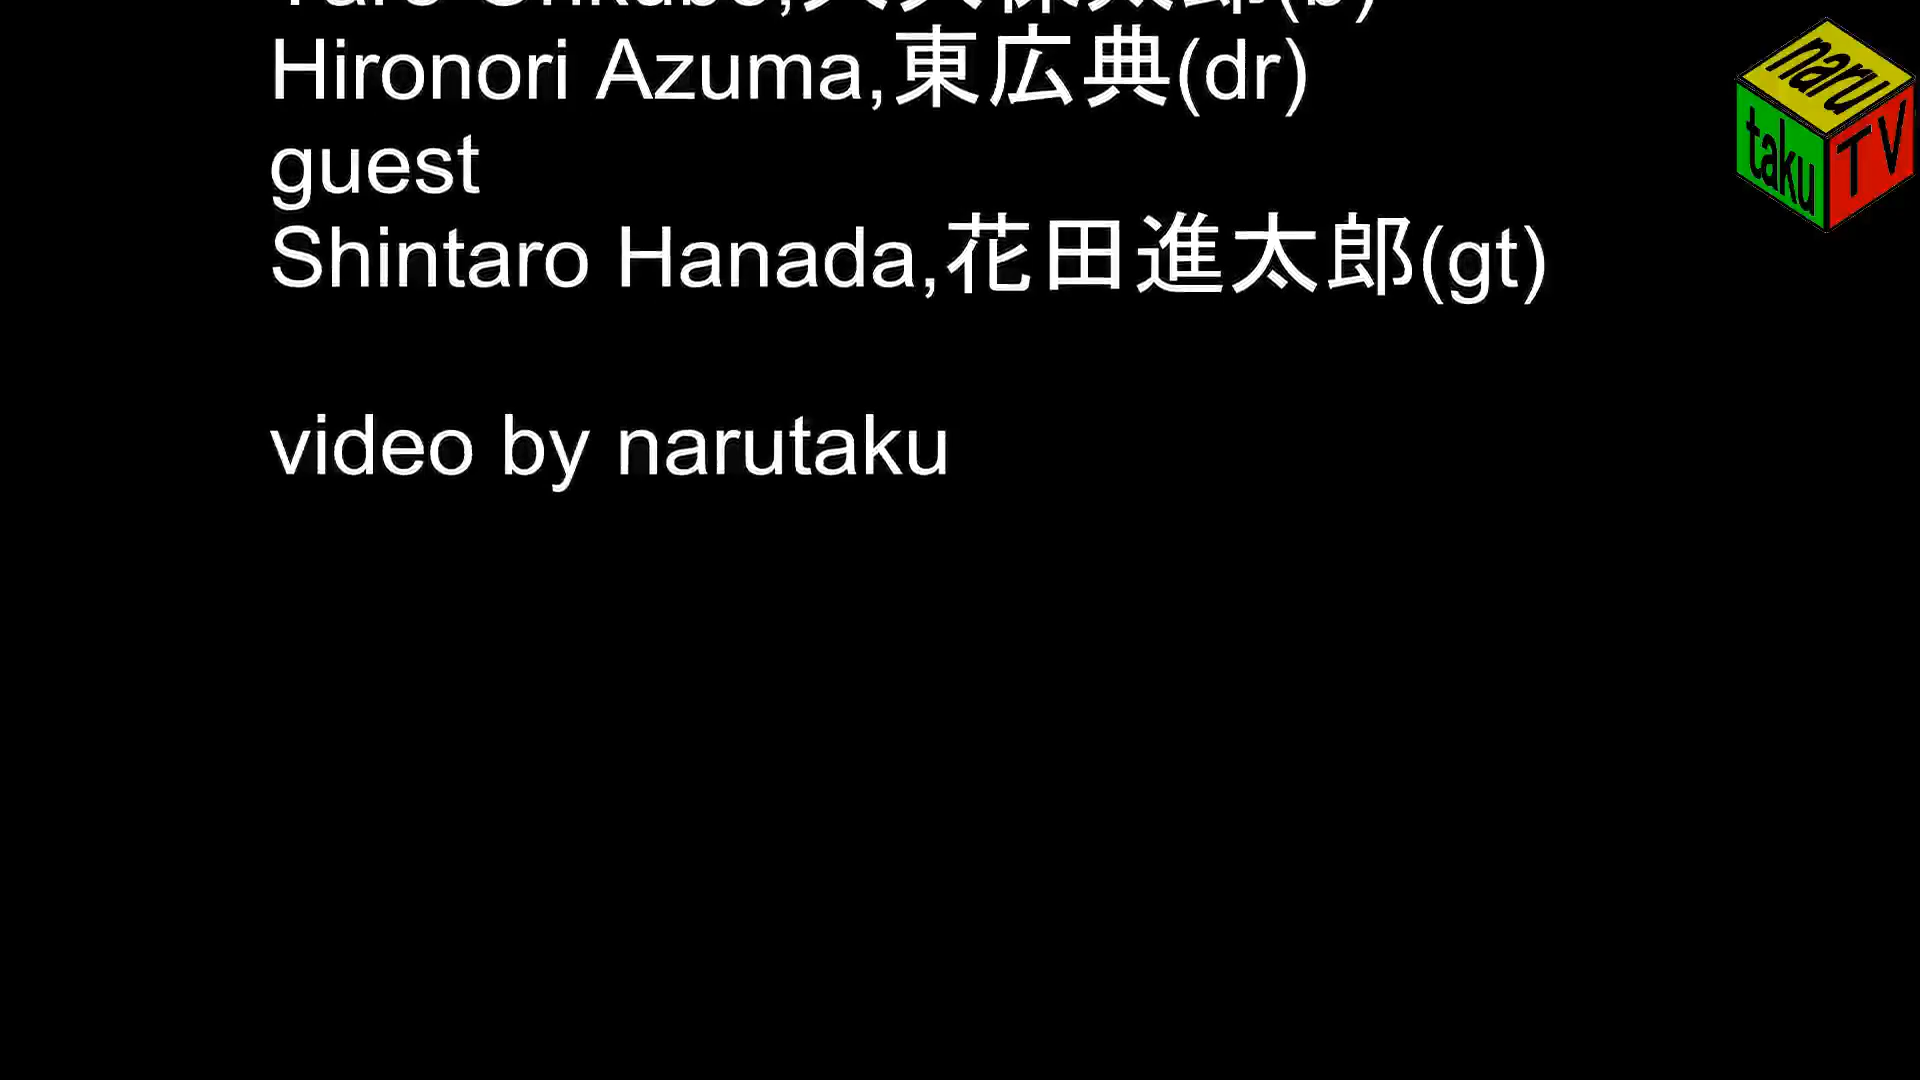 Hironori Azuma,東広典(dr)
guest
Shintaro Hanada,花田進太郎(gt)
video by narutaku
naru
taku
TV